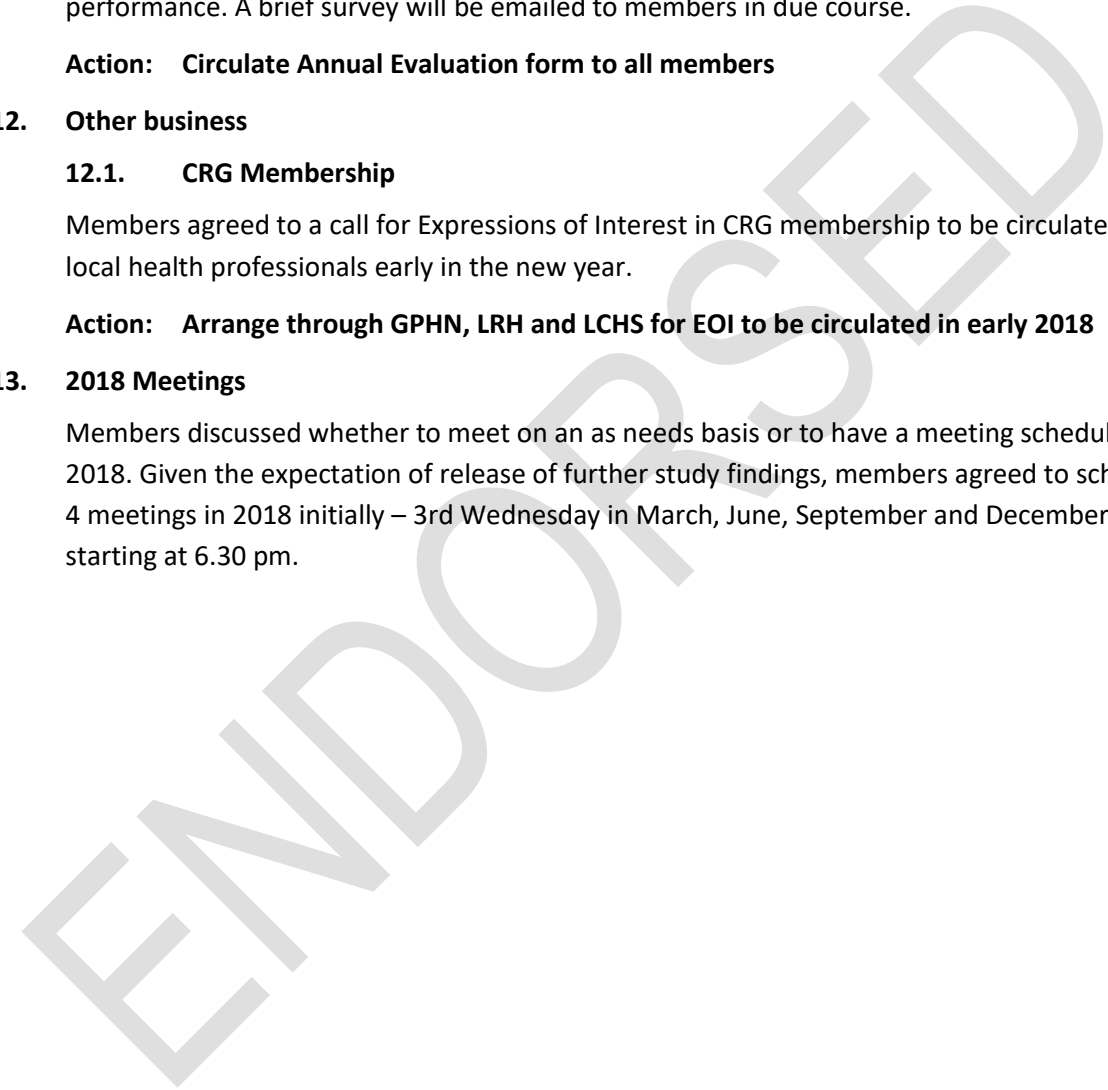 performance. A brief survey will be emailed to members in due course.
Action: Circulate Annual Evaluation form to all members
12. Other business
12.1. CRG Membership
Members agreed to a call for Expressions of Interest in CRG membership to be circulate
local health professionals early in the new year.
Action: Arrange through GPHN, LRH and LCHS for EOI to be circulated in early 2018
13. 2018 Meetings
Members discussed whether to meet on an as needs basis or to have a meeting schedul
2018. Given the expectation of release of further study findings, members agreed to sch
4 meetings in 2018 initially – 3rd Wednesday in March, June, September and December
starting at 6.30 pm.
ENDORSED